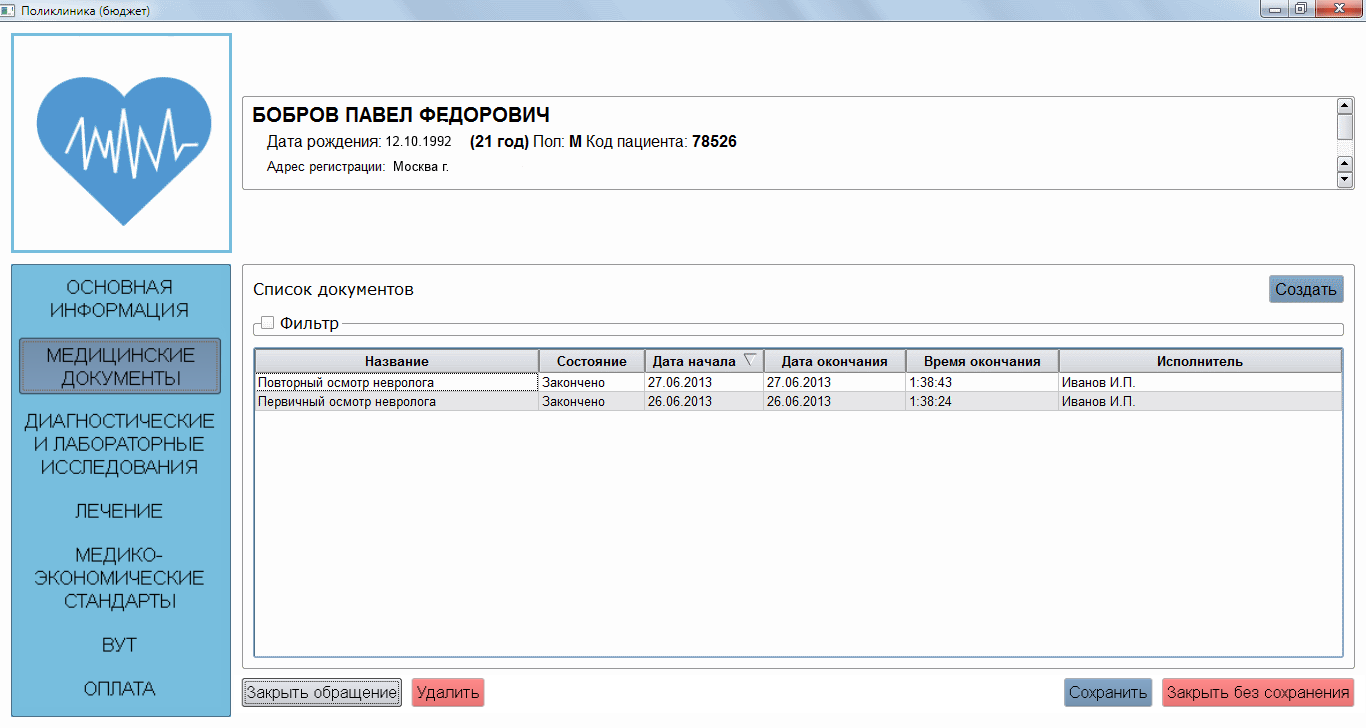 Поликлиника (бюджет)
БОБРОВ ПАВЕЛ ФЕДОРОВИЧ
Дата рождения: 12.10.1992 (21 год) Пол: М Код пациента: 78526
Адрес регистрации: Москва г.
ОСНОВНАЯ
ИНФОРМАЦИЯ
МЕДИЦИНСКИЕ
ДОКУМЕНТЫ
ДИАГНОСТИЧЕСКИЕ
И ЛАБОРАТОРНЫЕ
ИССЛЕДОВАНИЯ
ЛЕЧЕНИЕ
МЕДИКО-
ЭКОНОМИЧЕСКИЕ
СТАНДАРТЫ
ВУТ
ОПЛАТА
Список документов Создать
Фильтр
Название Состояние Дата начала Дата окончания Время окончания Исполнитель
Повторный осмотр невролога Закончено 27.06.2013 27.06.2013 1:38:43 Иванов И.П.
Первичный осмотр невролога Закончено 26.06.2013 26.06.2013 1:38:24 Иванов И.П.
Закрыть обращение Удалить Сохранить Закрыть без сохранения